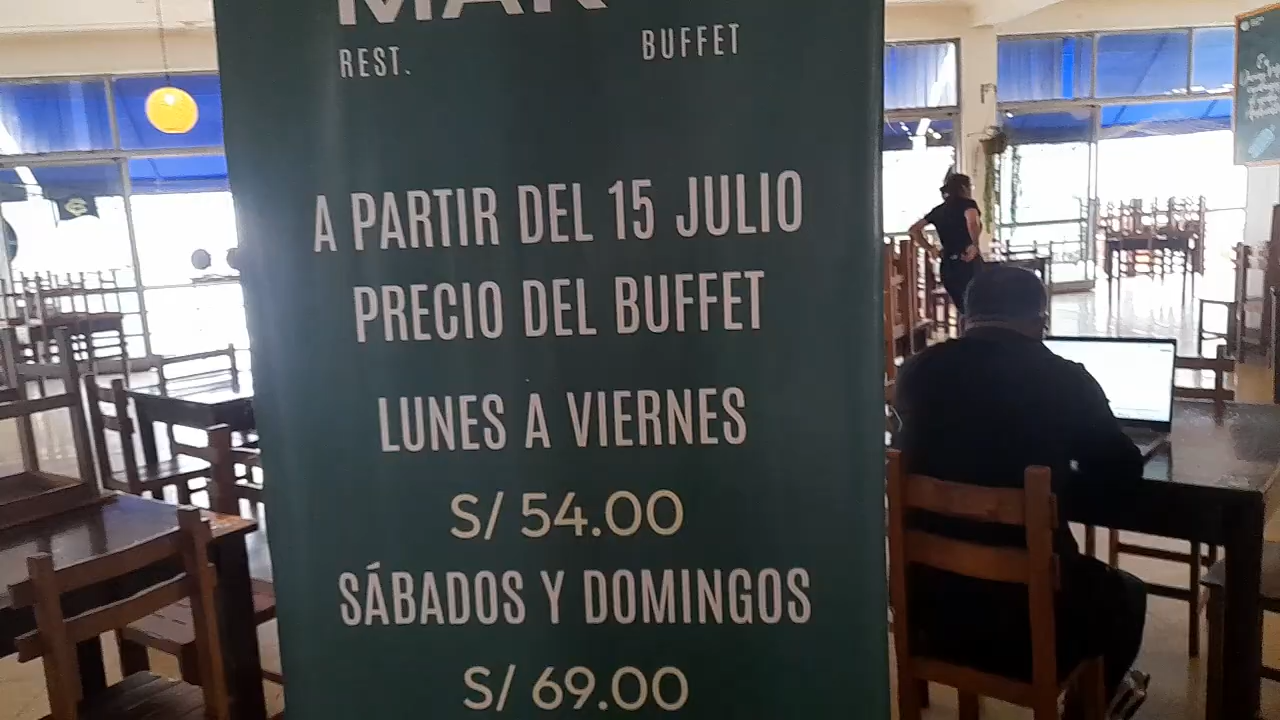 REST.
BUFFET
A PARTIR DEL 15 JULIO
PRECIO DEL BUFFET
LUNES A VIERNES
S/ 54.00
SÁBADOS Y DOMINGOS
S/ 69.00